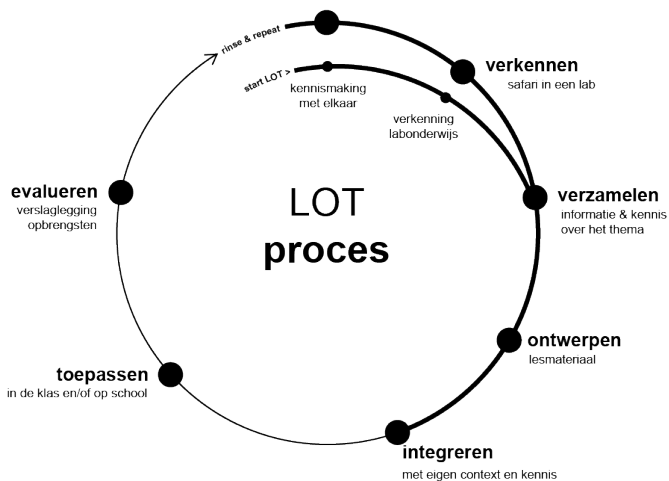 rinse & repeat
start LOT >
kennismaking
met elkaar
verkenning
labonderwijs
verkennen
safari in een lab
verzamelen
informatie & kennis
over het thema
ontwerpen
lesmateriaal
integreren
met eigen context en kennis
toepassen
in de klas en/of op school
evalueren
verslaglegging
opbrengsten
LOT
proces